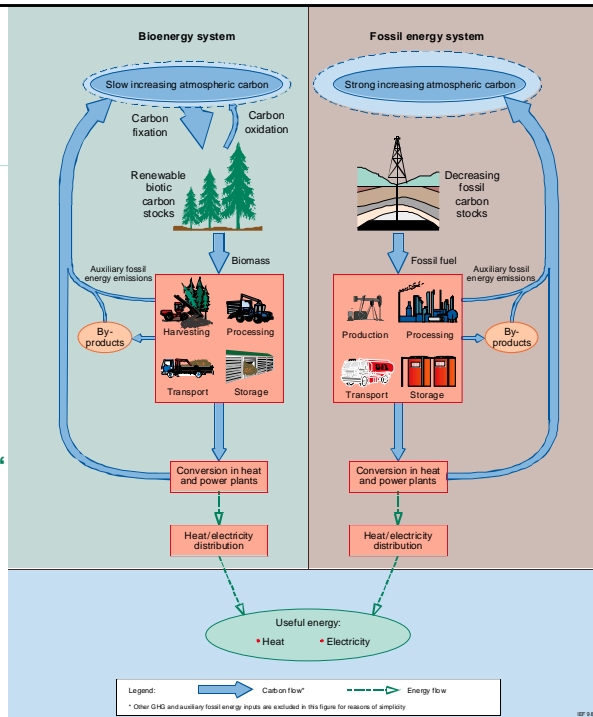 Bioenergy system
Fossil energy system
Slow increasing atmospheric carbon
Strong increasing atmospheric carbon
Carbon
fixation
Carbon
oxidation
Renewable
biotic
carbon
stocks
Decreasing
fossil
carbon
stocks
Biomass
Fossil fuel
Auxiliary fossil
energy emissions
Auxiliary fossil
energy emissions
By-
products
Harvesting
Processing
Transport
Storage
Production
Processing
Transport
Storage
By-
products
Conversion in heat
and power plants
Conversion in heat
and power plants
Heat/electricity
distribution
Heat/electricity
distribution
Useful energy:
• Heat • Electricity
Legend: Carbon flow* Energy flow
* Other GHG and auxiliary fossil energy inputs are excluded in this figure for reasons of simplicity